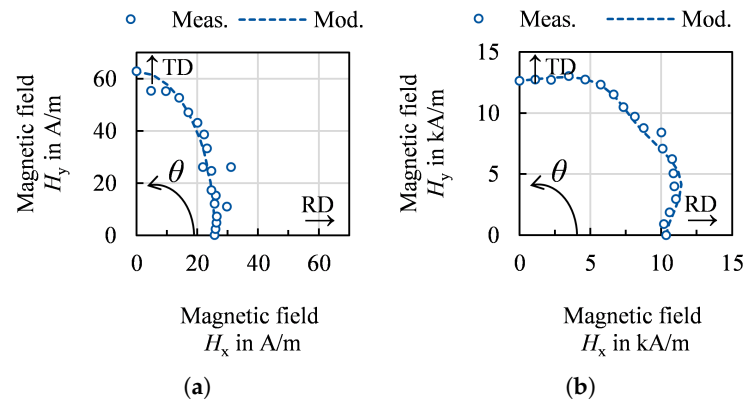 Meas. Mod.
Magnetic field
Hy in A/m
60
40
20
0
TD
θ
RD
0 20 40 60
Magnetic field
Hx in A/m
(a)
Meas. Mod.
Magnetic field
Hy in kA/m
15
10
5
0
TD
θ
RD
0 5 10 15
Magnetic field
Hx in kA/m
(b)